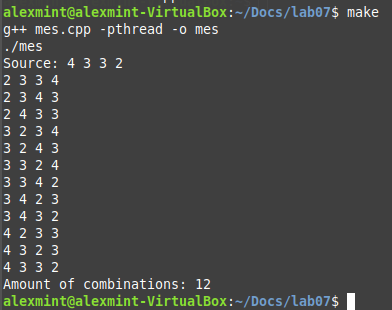 alexmint@alexmint-VirtualBox:~/Docs/lab07$ make
g++ mes.cpp -pthread -o mes
./mes
Source: 4 3 3 2
2 3 3 4
2 3 4 3
2 4 3 3
3 2 3 4
3 2 4 3
3 3 2 4
3 3 4 2
3 4 2 3
3 4 3 2
4 2 3 3
4 3 2 3
4 3 3 2
Amount of combinations: 12
alexmint@alexmint-VirtualBox:~/Docs/lab07$